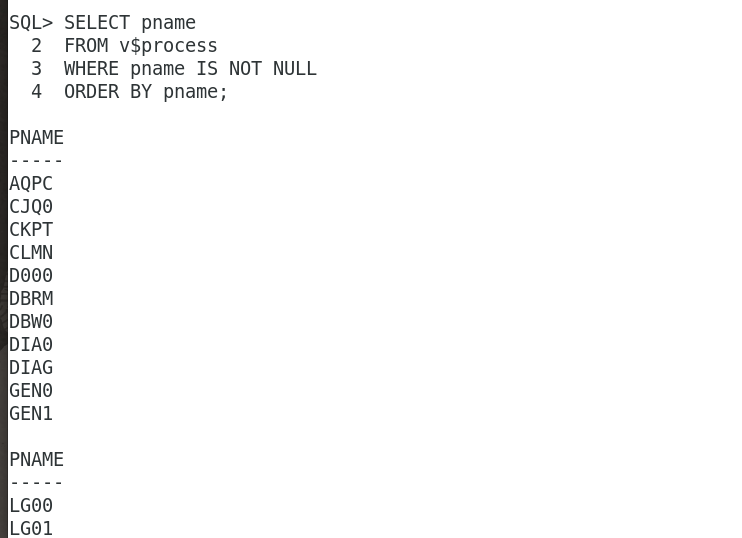 SQL> SELECT pname
  2  FROM v$process
  3  WHERE pname IS NOT NULL
  4  ORDER BY pname;

PNAME
-----
AQPC
CJQ0
CKPT
CLMN
D000
DBRM
DBW0
DIA0
DIAG
GEN0
GEN1

PNAME
-----
LG00
LG01